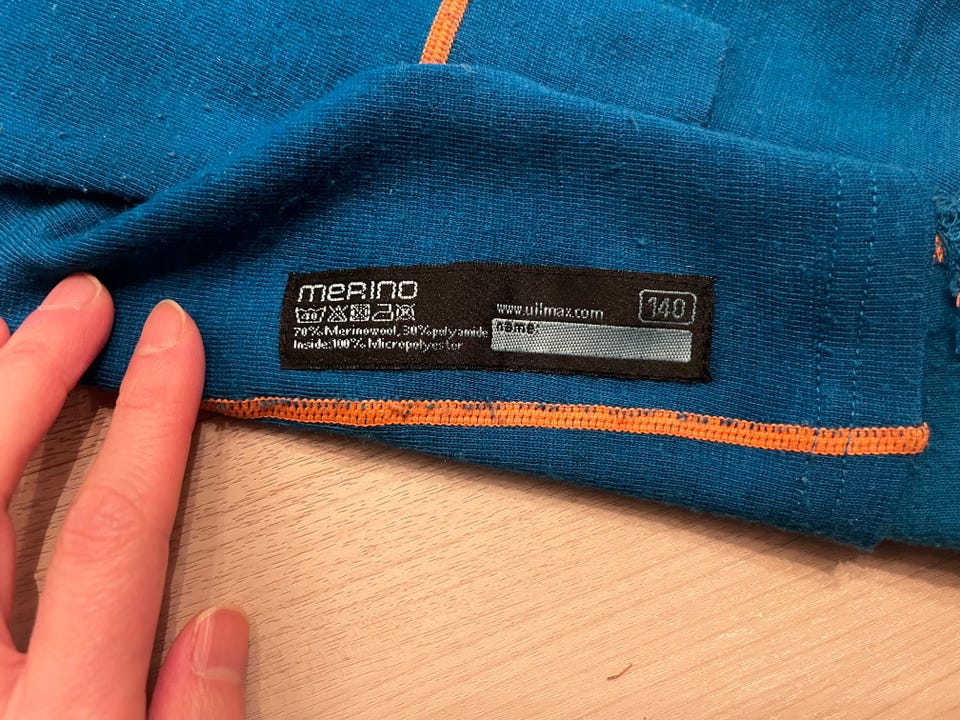 merino
www.ullmax.com
140
name:
70% Merinowool, 30% polyamide
Inside: 100% Micropolyester